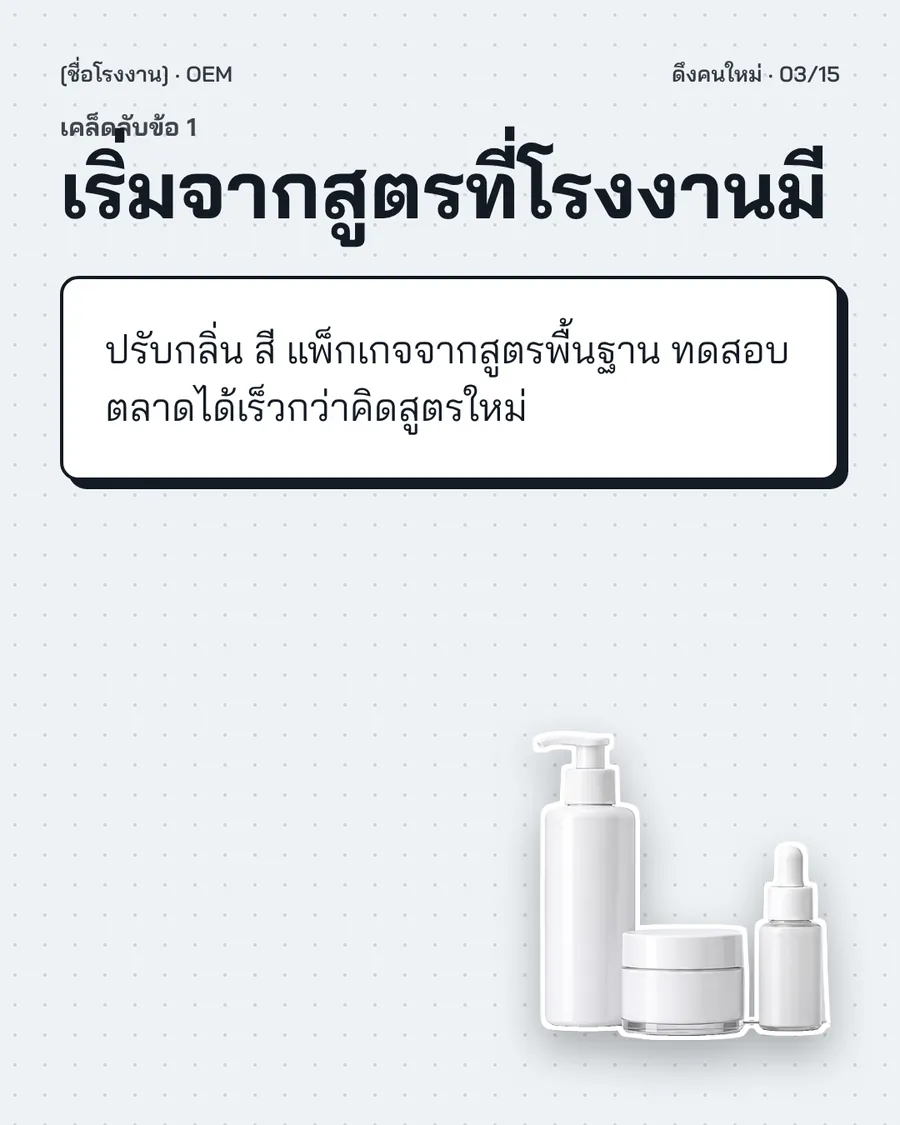 [ชื่อโรงงาน] · OEM
ดึงคนใหม่ · 03/15
เคล็ดลับข้อ 1
เริ่มจากสูตรที่โรงงานมี
ปรับกลิ่น สี แพ็กเกจจากสูตรพื้นฐาน ทดสอบ
ตลาดได้เร็วกว่าคิดสูตรใหม่